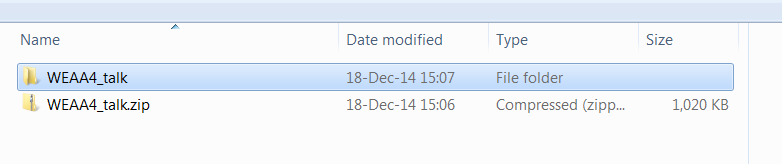 Name Date modified Type Size
WEAA4_talk 18-Dec-14 15:07 File folder
WEAA4_talk.zip 18-Dec-14 15:06 Compressed (zipp... 1,020 KB